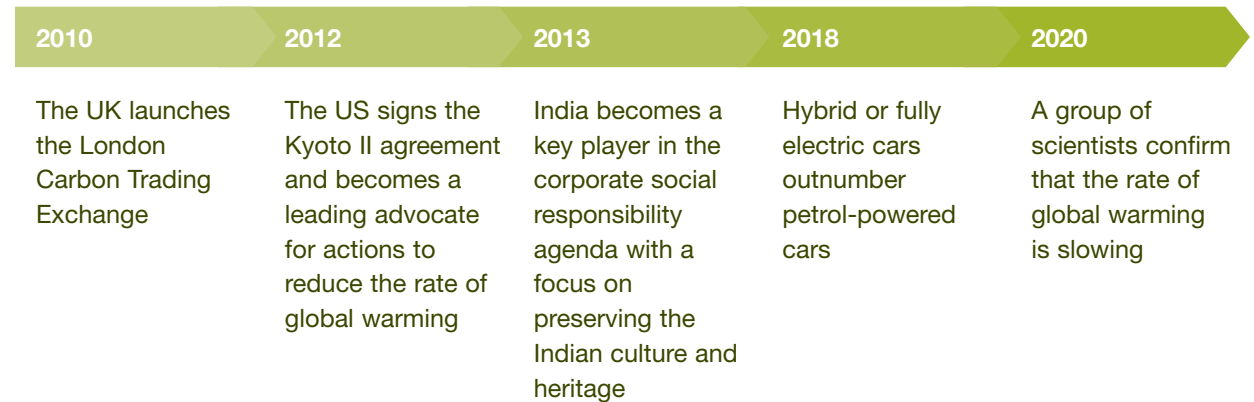 2010
The UK launches
the London
Carbon Trading
Exchange
2012
The US signs the
Kyoto II agreement
and becomes a
leading advocate
for actions to
reduce the rate of
global warming
2013
India becomes a
key player in the
corporate social
responsibility
agenda with a
focus on
preserving the
Indian culture and
heritage
2018
Hybrid or fully
electric cars
outnumber
petrol-powered
cars
2020
A group of
scientists confirm
that the rate of
global warming
is slowing